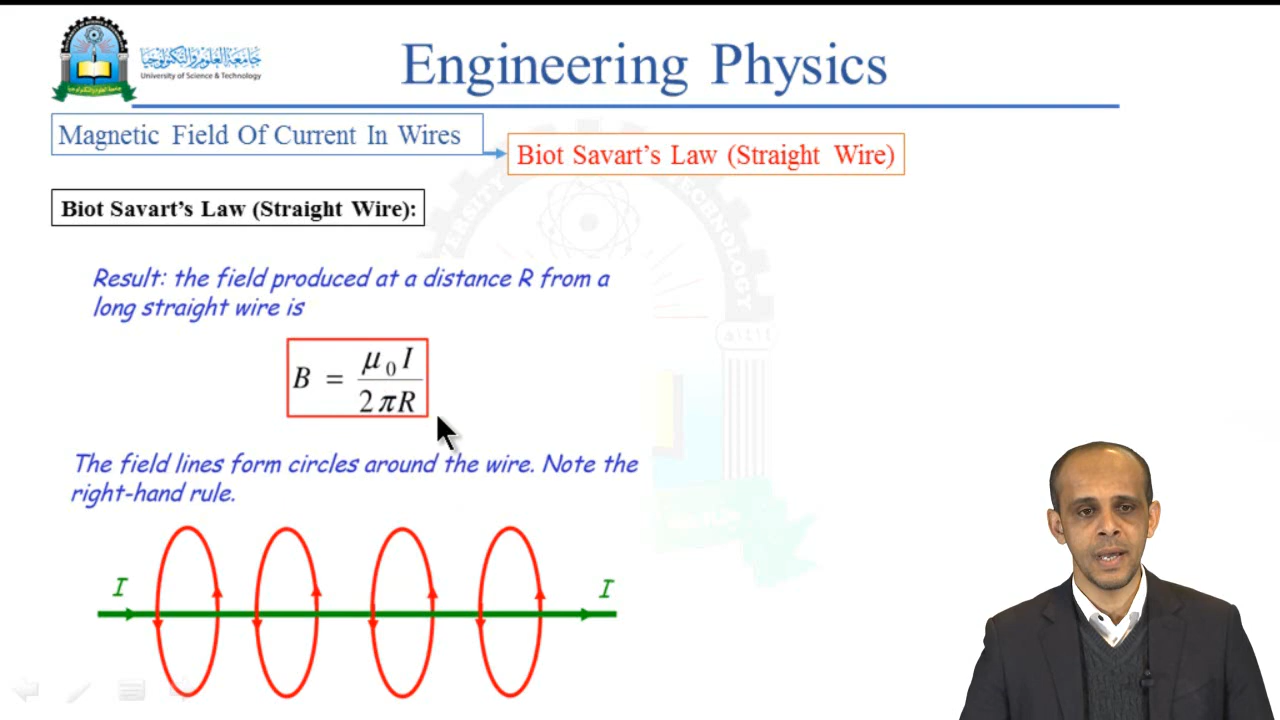 جامعة العلوم والتكنولوجيا
University of Science & Technology
Engineering Physics
Magnetic Field Of Current In Wires
Biot Savart's Law (Straight Wire)
Biot Savart's Law (Straight Wire):
Result: the field produced at a distance R from a
long straight wire is
B = μ₀ I / 2πR
The field lines form circles around the wire. Note the
right-hand rule.
I
I